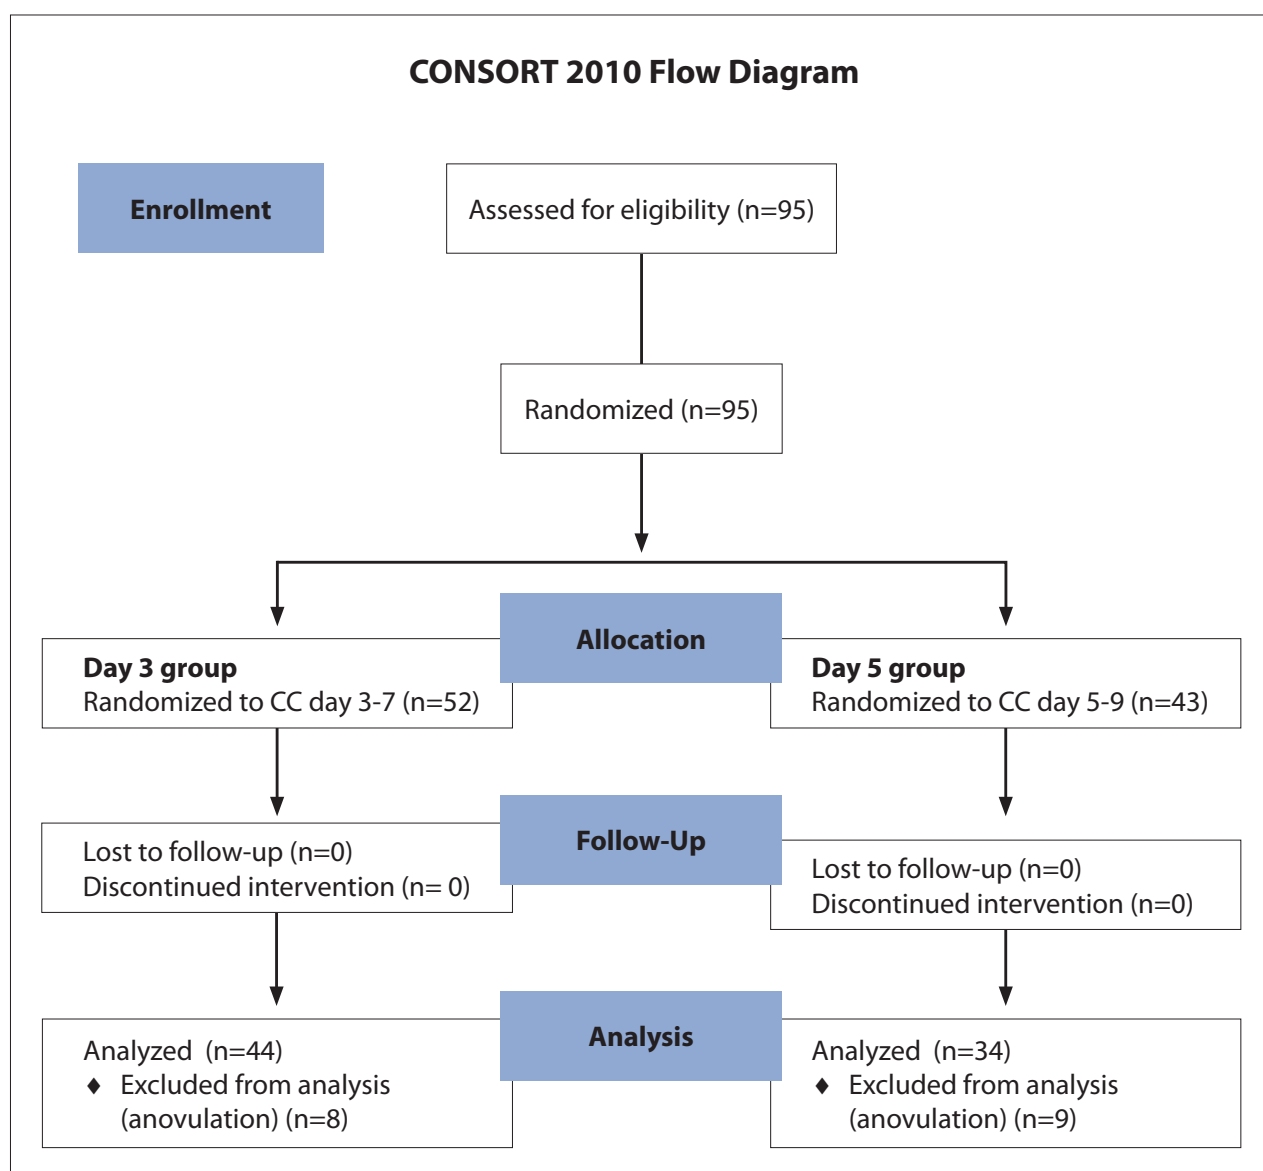 CONSORT 2010 Flow Diagram
Enrollment
Assessed for eligibility (n=95)
Randomized (n=95)
Allocation
Day 3 group
Randomized to CC day 3-7 (n=52)
Day 5 group
Randomized to CC day 5-9 (n=43)
Follow-Up
Lost to follow-up (n=0)
Discontinued intervention (n= 0)
Lost to follow-up (n=0)
Discontinued intervention (n=0)
Analysis
Analyzed  (n=44)
♦ Excluded from analysis
(anovulation) (n=8)
Analyzed  (n=34)
♦ Excluded from analysis
(anovulation) (n=9)